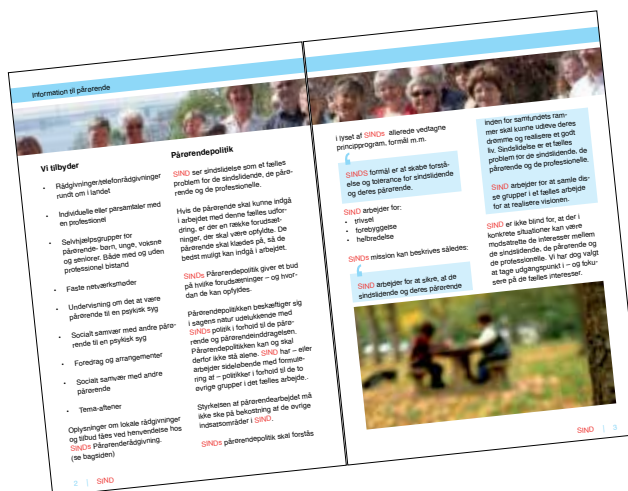 Information til pårørende
Vi tilbyder
• Rådgivninger/telefonrådgivninger
rundt om i landet
• Individuelle eller parsamtaler med
en professionel
• Selvhjælpsgrupper for
pårørende- børn, unge, voksne
og seniorer. Både med og uden
professionel bistand
• Faste netværksmøder
• Undervisning om det at være
pårørende til en psykisk syg
• Socialt samvær med andre påro-
rende til en psykisk syg
• Foredrag og arrangementer
• Socialt samvær med andre
pårørende
• Tema-aftener
Oplysninger om lokale rådgivninger
og tilbud fåes ved henvendelse hos
SINDs Pårørenderådgivning.
(se bagsiden)
2 | SIND
Pårørendepolitik
SIND ser sindslidelse som et fælles
problem for de sindslidende, de påro-
rende og de professionelle.
Hvis de pårørende skal kunne indgå
i arbejdet med denne fælles udfor-
dring, er der en række forudsæt-
ninger, der skal være opfyldte. De
pårørende skal klædes på, så de
bedst muligt kan indgå i arbejdet.
SINDs Pårørendepolitik giver et bud
på hvilke forudsætninger – og hvor-
dan de kan opfyldes.
Pårørendepolitikken beskæftiger sig
i sagens natur udelukkende med
SINDs politik i forhold til de påro-
rende og pårørendeinddragelsen.
Pårørendepolitikken kan og skal
derfor ikke stå alene. SIND har – eller
arbejder sideløbende med formule-
ring af – politikker i forhold til de to
øvrige grupper i det fælles arbejde,.
Styrkelsen af pårørendearbejdet må
ikke ske på bekostning af de øvrige
indsatsområder i SIND.
SINDs pårørendepolitik skal forstås
i lyset af SINDs allerede vedtagne
principprogram, formål m.m.
SINDS formål er at skabe forstå-
else og tolerance for sindslidende
og deres pårørende.
SIND arbejder for:
• trivsel
• forebyggelse
• helbredelse
SINDs mission kan beskrives således:
SIND arbejder for at sikre, at de
sindslidende og deres pårørende
inden for samfundets ram-
mer skal kunne udleve deres
drømme og realisere et godt
liv. Sindslidelse er et fælles
problem for de sindslidende, de
pårørende og de professionelle.
SIND arbejder for at samle dis-
se grupper i et fælles arbejde
for at realisere visionen.
SIND er ikke blind for, at der i
konkrete situationer kan være
modsatrettede interesser mellem
de sindslidende, de pårørende og
de professionelle. Vi har dog valgt
at tage udgangspunkt i – og foku-
sere på de fælles interesser.
SIND | 3